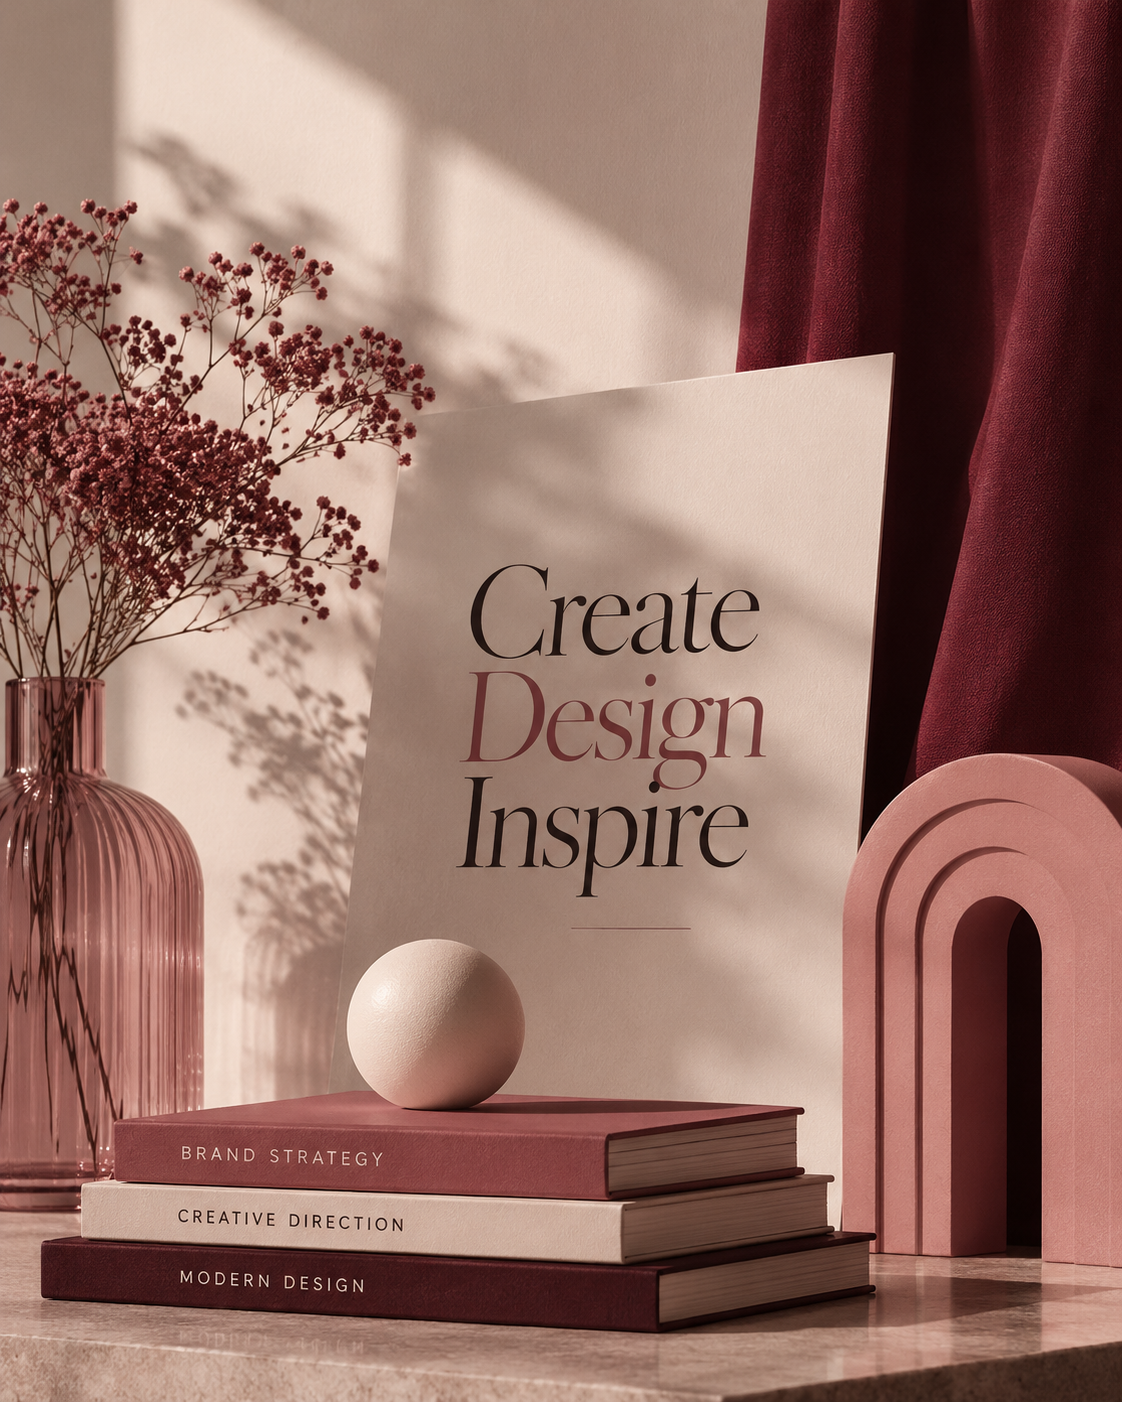 Create
Design
Inspire
BRAND STRATEGY
CREATIVE DIRECTION
MODERN DESIGN